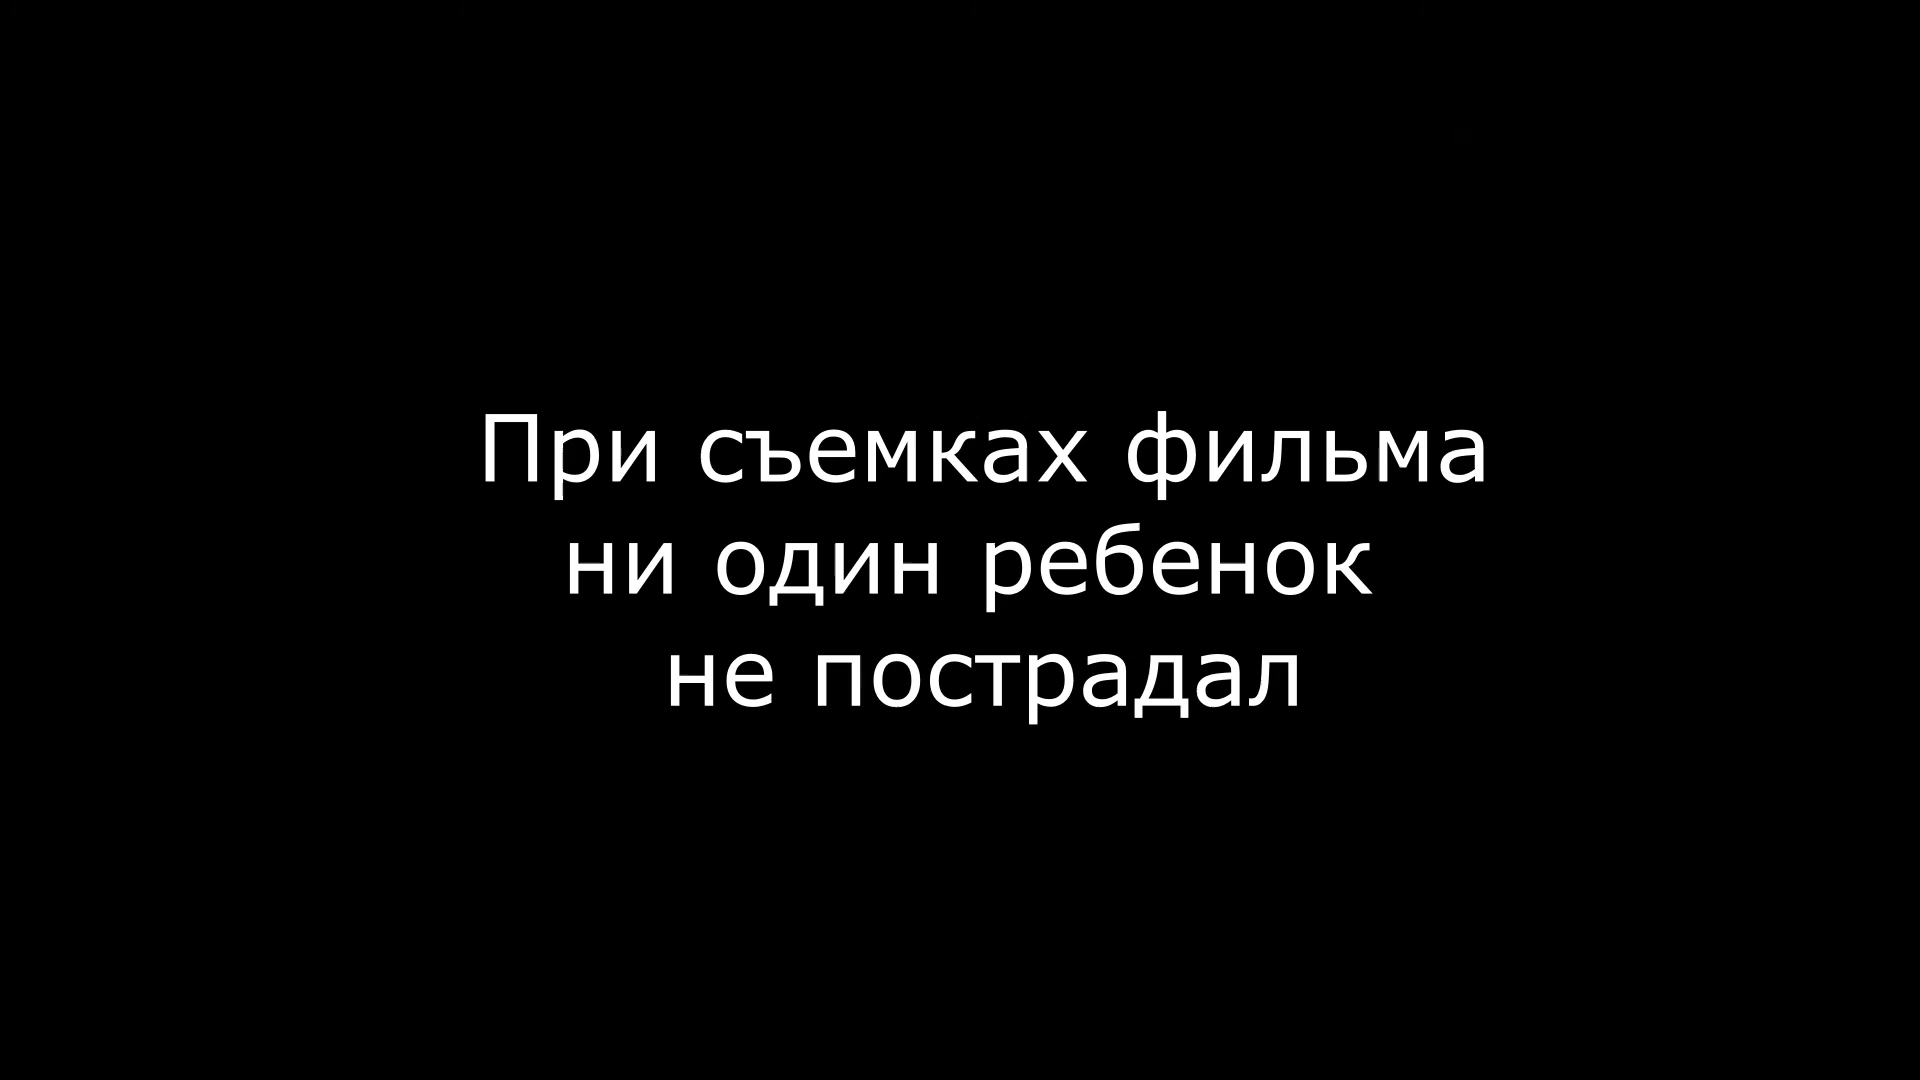 При съемках фильма
ни один ребенок
не пострадал